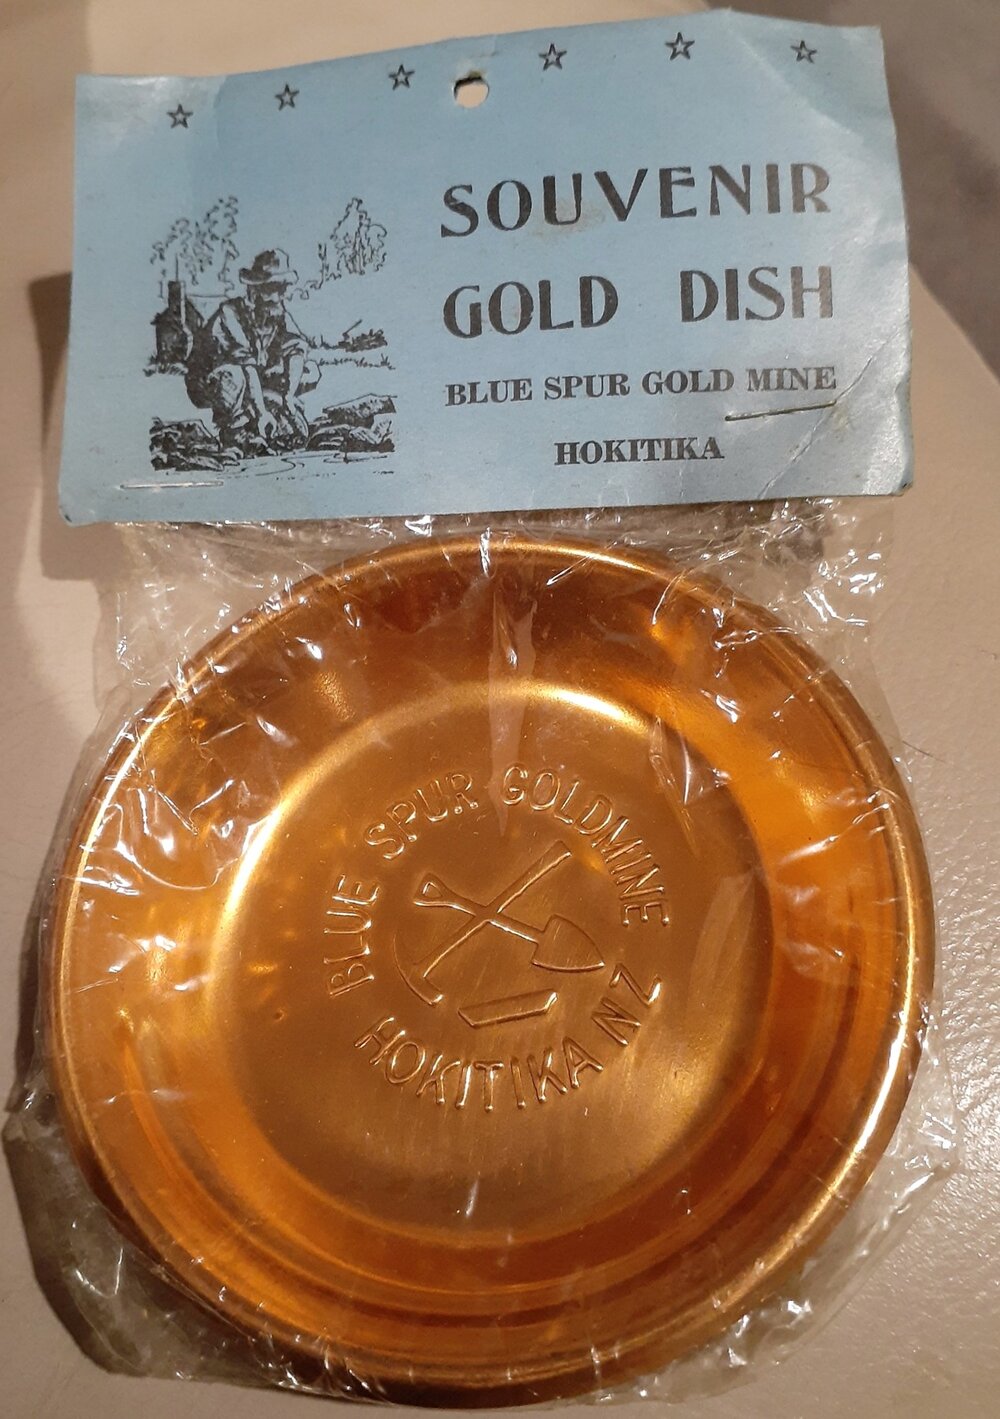 SOUVENIR
GOLD DISH
BLUE SPUR GOLD MINE
HOKITIKA
BLUE SPUR GOLDMINE
HOKITIKA NZ